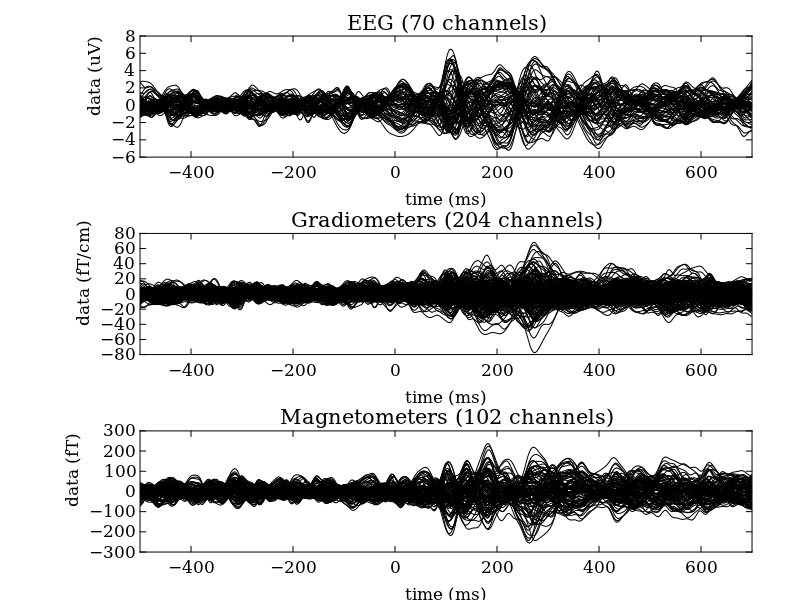 EEG (70 channels)
data (uV)
8
6
4
2
0
−2
−4
−6
−400 −200 0 200 400 600
time (ms)
Gradiometers (204 channels)
data (fT/cm)
80
60
40
20
0
−20
−40
−60
−80
−400 −200 0 200 400 600
time (ms)
Magnetometers (102 channels)
data (fT)
300
200
100
0
−100
−200
−300
−400 −200 0 200 400 600
time (ms)